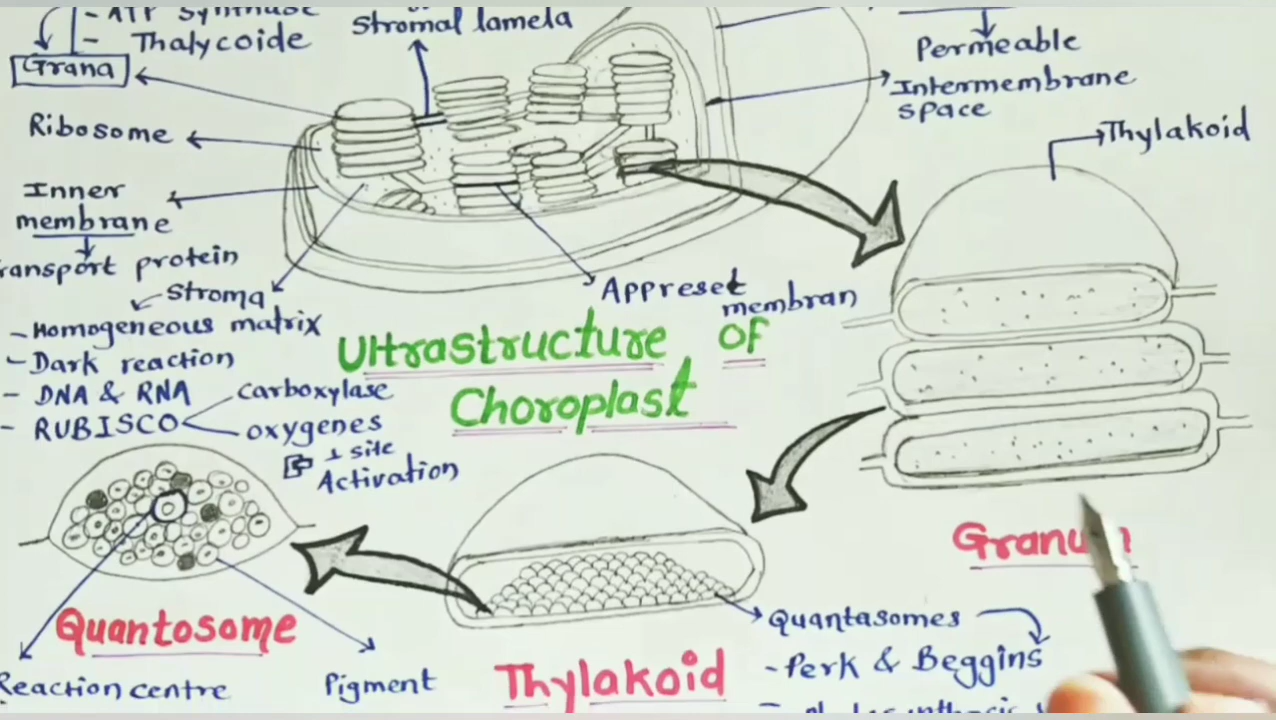 - ATP Synthase
- Thalycoide
Grana
Ribosome
Inner
membrane
transport protein
Stroma
- Homogeneous matrix
- Dark reaction
- DNA & RNA
- RUBISCO
carboxylase
oxygenes
site
Activation
Stromal lamela
Permeable
Intermembrane
space
Thylakoid
Appreset
membran
Ultrastructure of
Choroplast
Granum
Quantosome
Reaction centre
Pigment
Thylakoid
Quantasomes
- Perk & Beggins